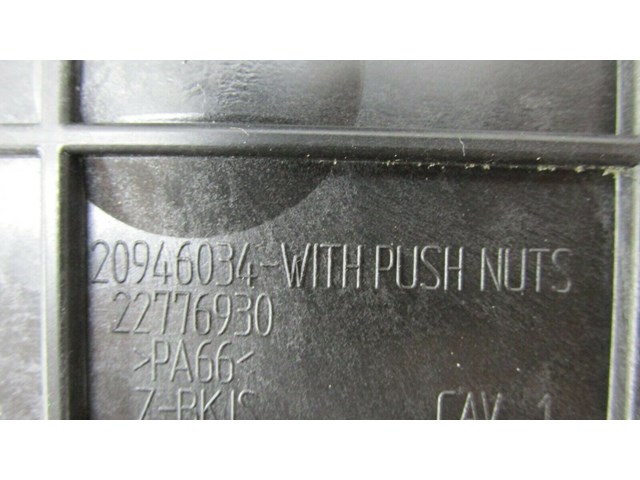 20946034-WITH PUSH NUTS
22776930
>PA66<
CAV 1